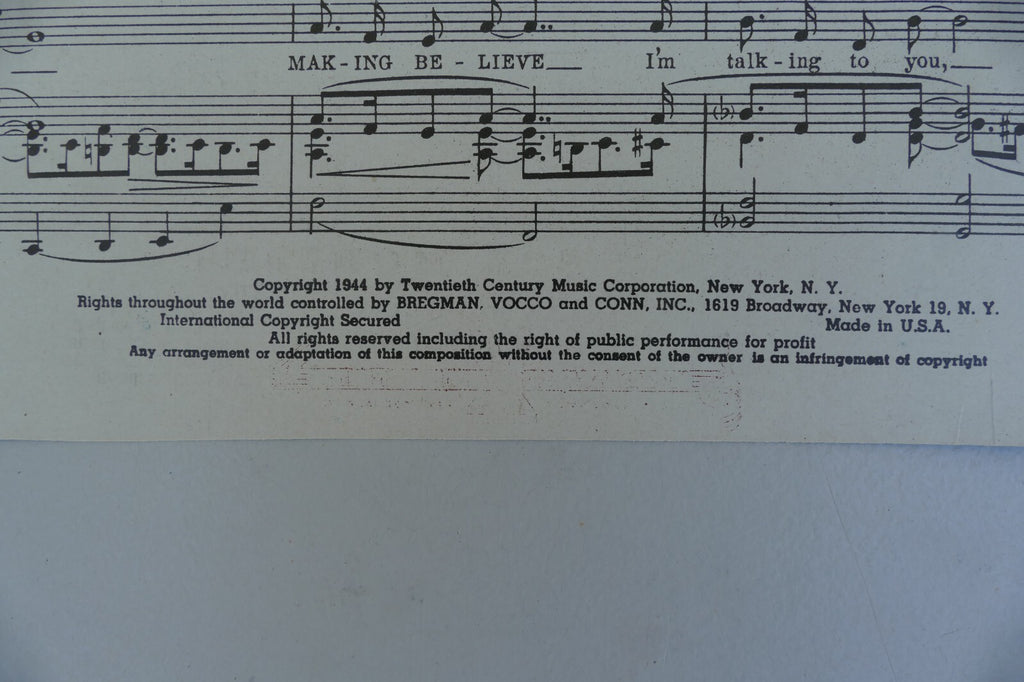 MAK - ING BE - LIEVE___ I'm talk - ing to you,___
Copyright 1944 by Twentieth Century Music Corporation, New York, N. Y.
Rights throughout the world controlled by BREGMAN, VOCCO and CONN, INC., 1619 Broadway, New York 19, N. Y.
International Copyright Secured Made in U.S.A.
All rights reserved including the right of public performance for profit
Any arrangement or adaptation of this composition without the consent of the owner is an infringement of copyright